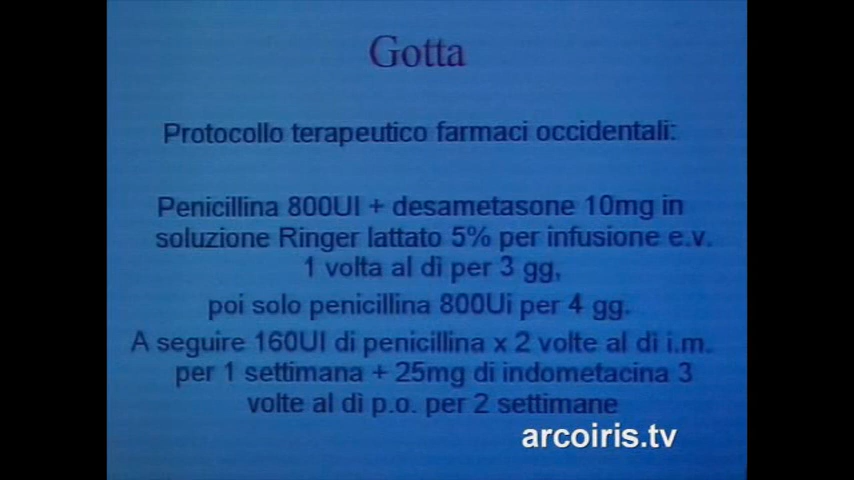 Gotta
Protocollo terapeutico farmaci occidentali:
Penicillina 800UI + desametasone 10mg in
soluzione Ringer lattato 5% per infusione e.v.
1 volta al dì per 3 gg,
poi solo penicillina 800Ui per 4 gg.
A seguire 160UI di penicillina x 2 volte al dì i.m.
per 1 settimana + 25mg di indometacina 3
volte al dì p.o. per 2 settimane
arcoiris.tv